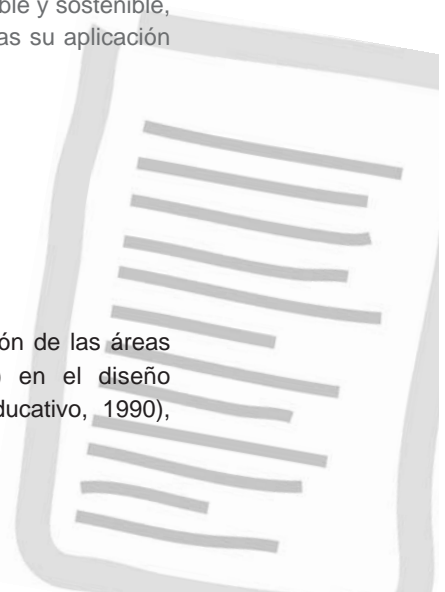 ble y sostenible,
as su aplicación
ón de las áreas
en el diseño
ducativo, 1990),